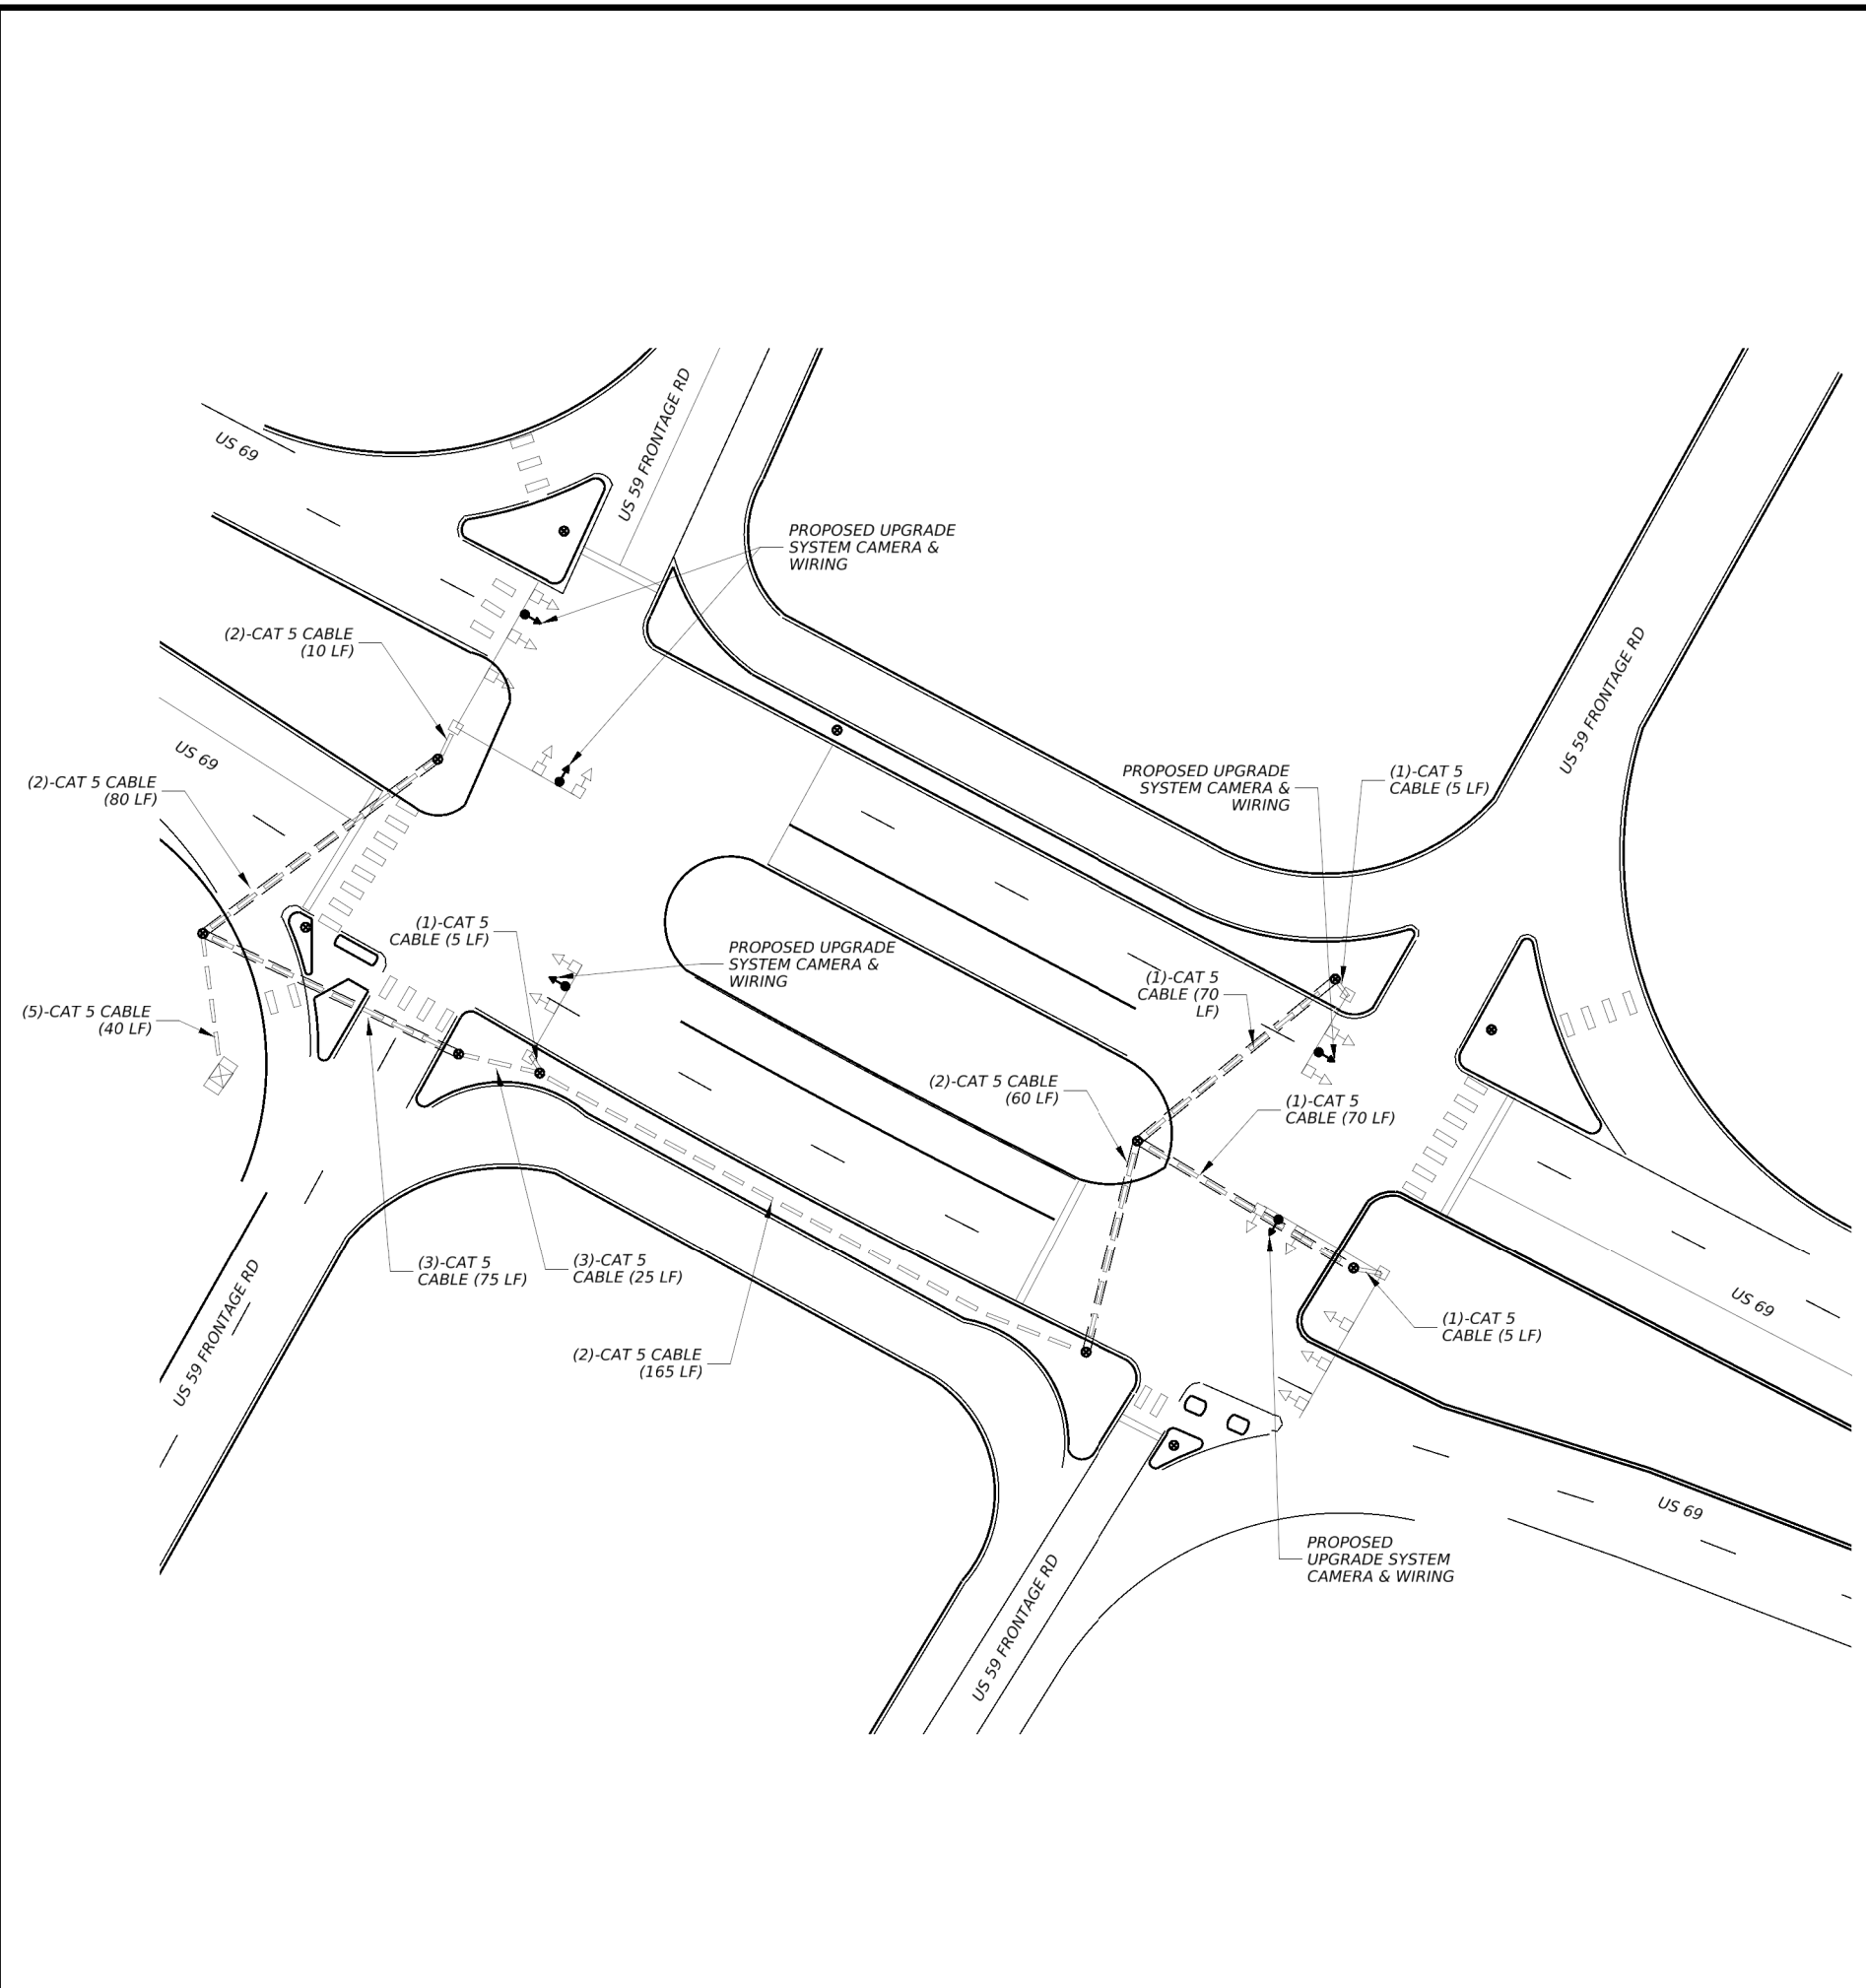 US 59 FRONTAGE RD
US 69
PROPOSED UPGRADE
SYSTEM CAMERA &
WIRING
(2)-CAT 5 CABLE
(10 LF)
US 59 FRONTAGE RD
US 69
(2)-CAT 5 CABLE
(80 LF)
PROPOSED UPGRADE
SYSTEM CAMERA &
WIRING
(1)-CAT 5
CABLE (5 LF)
(1)-CAT 5
CABLE (5 LF)
PROPOSED UPGRADE
SYSTEM CAMERA &
WIRING
(1)-CAT 5
CABLE (70
LF)
(5)-CAT 5 CABLE
(40 LF)
(2)-CAT 5 CABLE
(60 LF)
(1)-CAT 5
CABLE (70 LF)
US 59 FRONTAGE RD
(3)-CAT 5
CABLE (75 LF)
(3)-CAT 5
CABLE (25 LF)
US 69
(1)-CAT 5
CABLE (5 LF)
(2)-CAT 5 CABLE
(165 LF)
US 69
PROPOSED
UPGRADE SYSTEM
CAMERA & WIRING
US 59 FRONTAGE RD